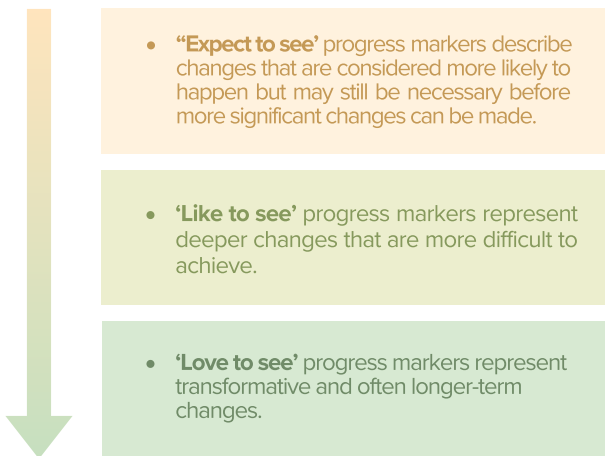 • “Expect to see’ progress markers describe
changes that are considered more likely to
happen but may still be necessary before
more significant changes can be made.
• ‘Like to see’ progress markers represent
deeper changes that are more difficult to
achieve.
• ‘Love to see’ progress markers represent
transformative and often longer-term
changes.